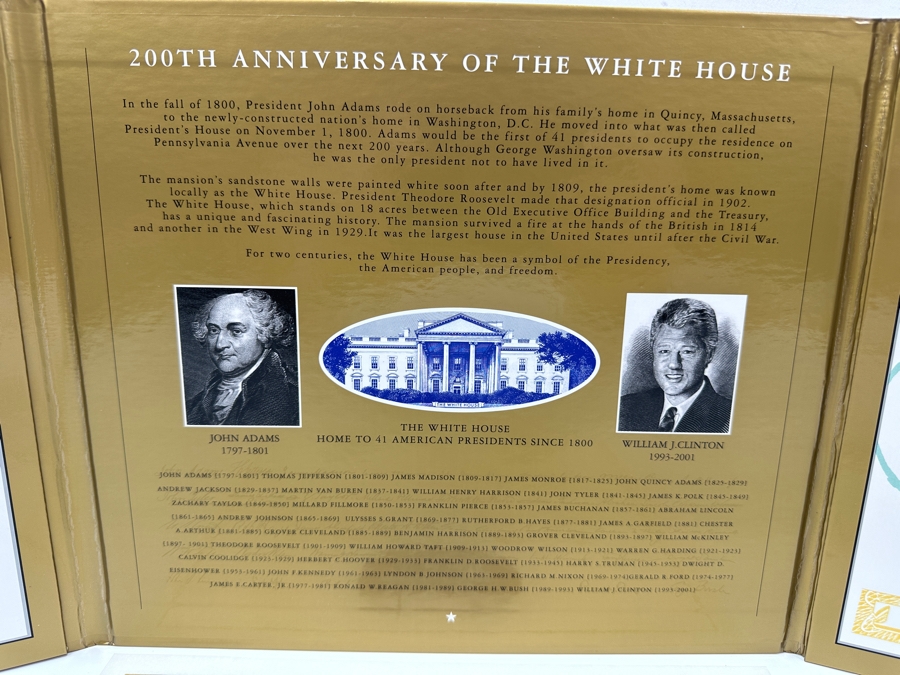 200TH ANNIVERSARY OF THE WHITE HOUSE
In the fall of 1800, President John Adams rode on horseback from his family's home in Quincy, Massachusetts,
to the newly-constructed nation's home in Washington, D.C. He moved into what was then called
President's House on November 1, 1800. Adams would be the first of 41 presidents to occupy the residence on
Pennsylvania Avenue over the next 200 years. Although George Washington oversaw its construction,
he was the only president not to have lived in it.
The mansion's sandstone walls were painted white soon after and by 1809, the president's home was known
locally as the White House. President Theodore Roosevelt made that designation official in 1902.
The White House, which stands on 18 acres between the Old Executive Office Building and the Treasury,
has a unique and fascinating history. The mansion survived a fire at the hands of the British in 1814
and another in the West Wing in 1929.It was the largest house in the United States until after the Civil War.
For two centuries, the White House has been a symbol of the Presidency,
the American people, and freedom.
THE WHITE HOUSE
JOHN ADAMS
1797-1801
THE WHITE HOUSE
HOME TO 41 AMERICAN PRESIDENTS SINCE 1800
WILLIAM J.CLINTON
1993-2001
JOHN ADAMS [1797-1801] THOMAS JEFFERSON [1801-1809] JAMES MADISON [1809-1817] JAMES MONROE [1817-1825] JOHN QUINCY ADAMS [1825-1829]
ANDREW JACKSON [1829-1837] MARTIN VAN BUREN [1837-1841] WILLIAM HENRY HARRISON [1841] JOHN TYLER [1841-1845] JAMES K.POLK [1845-1849]
ZACHARY TAYLOR [1849-1850] MILLARD FILLMORE [1850-1853] FRANKLIN PIERCE [1853-1857] JAMES BUCHANAN [1857-1861] ABRAHAM LINCOLN
[1861-1865] ANDREW JOHNSON [1865-1869] ULYSSES S.GRANT [1869-1877] RUTHERFORD B.HAYES [1877-1881] JAMES A.GARFIELD [1881] CHESTER
A.ARTHUR [1881-1885] GROVER CLEVELAND [1885-1889] BENJAMIN HARRISON [1889-1893] GROVER CLEVELAND [1893-1897] WILLIAM McKINLEY
[1897- 1901] THEODORE ROOSEVELT [1901-1909] WILLIAM HOWARD TAFT [1909-1913] WOODROW WILSON [1913-1921] WARREN G.HARDING [1921-1923]
CALVIN COOLIDGE [1923-1929] HERBERT C.HOOVER [1929-1933] FRANKLIN D.ROOSEVELT [1933-1945] HARRY S.TRUMAN [1945-1953] DWIGHT D.
EISENHOWER [1953-1961] JOHN F.KENNEDY [1961-1963] LYNDON B.JOHNSON [1963-1969] RICHARD M.NIXON [1969-1974]GERALD R.FORD [1974-1977]
JAMES E.CARTER, JR.[1977-1981] RONALD W.REAGAN [1981-1989] GEORGE H.W.BUSH [1989-1993] WILLIAM J.CLINTON [1993-2001]